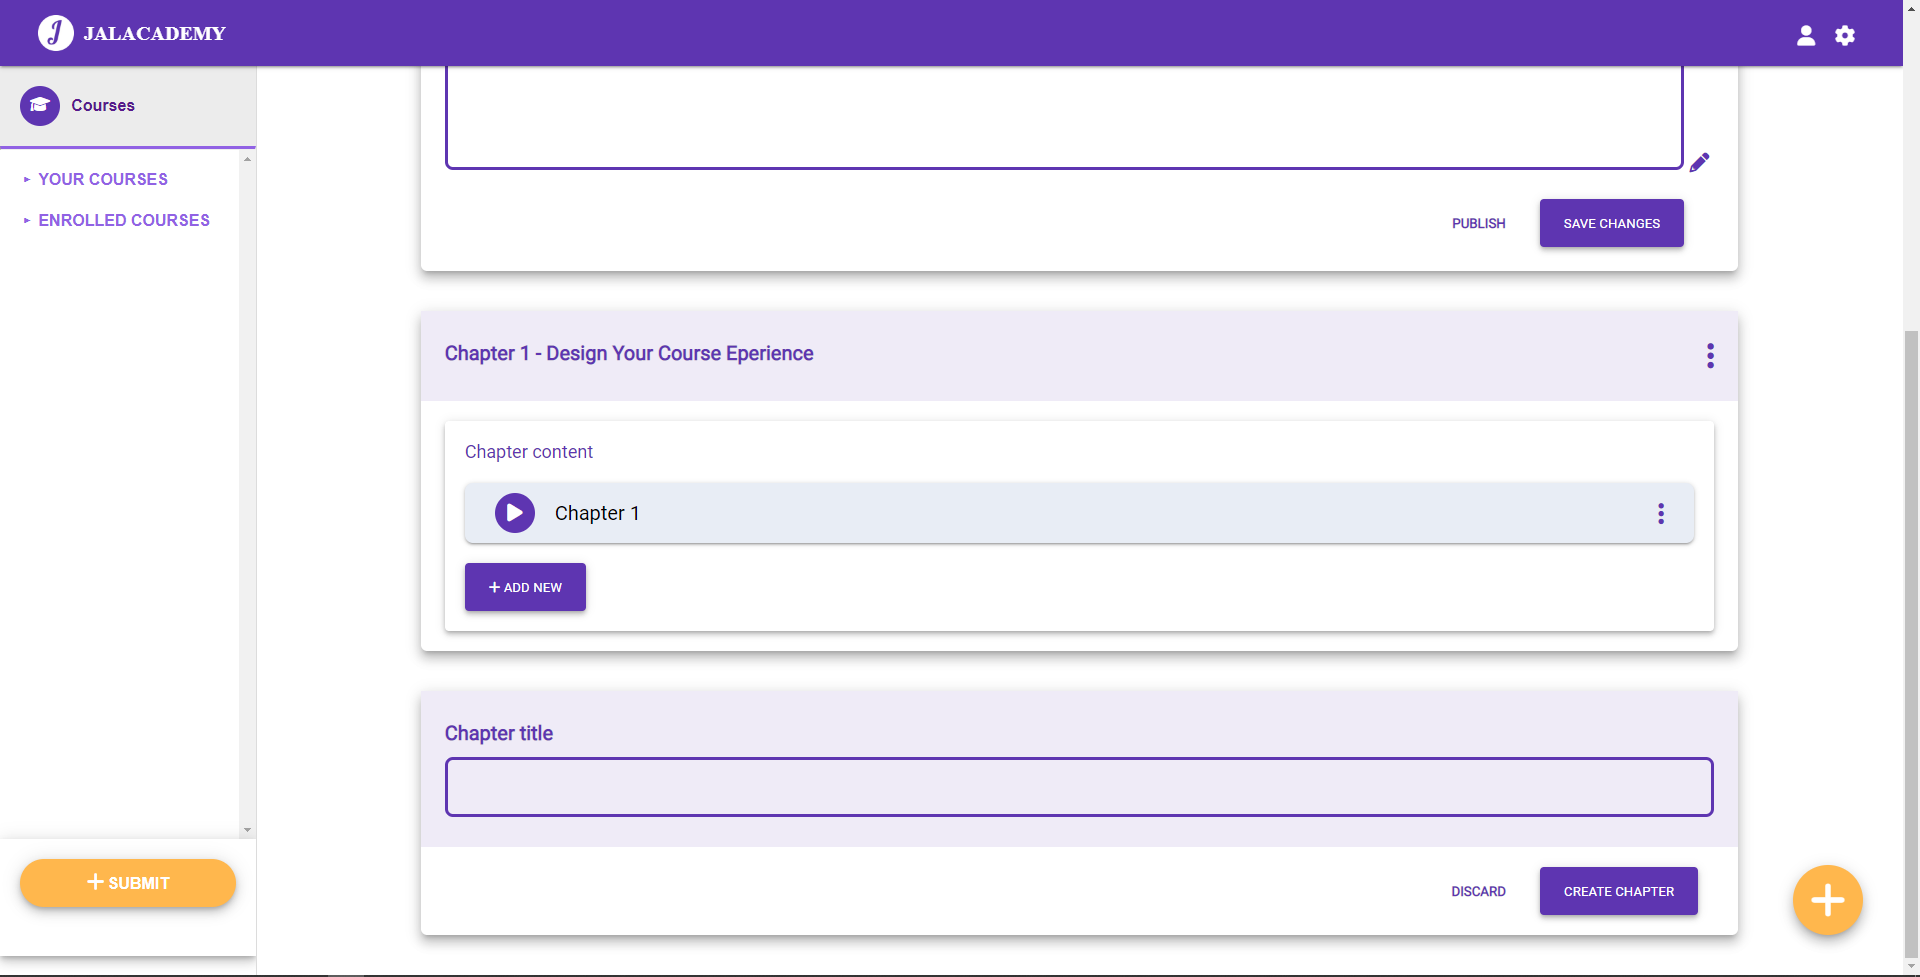 JALACADEMY
Courses
YOUR COURSES
ENROLLED COURSES
PUBLISH
SAVE CHANGES
Chapter 1 - Design Your Course Eperience
Chapter content
Chapter 1
+ ADD NEW
Chapter title
DISCARD
CREATE CHAPTER
+ SUBMIT